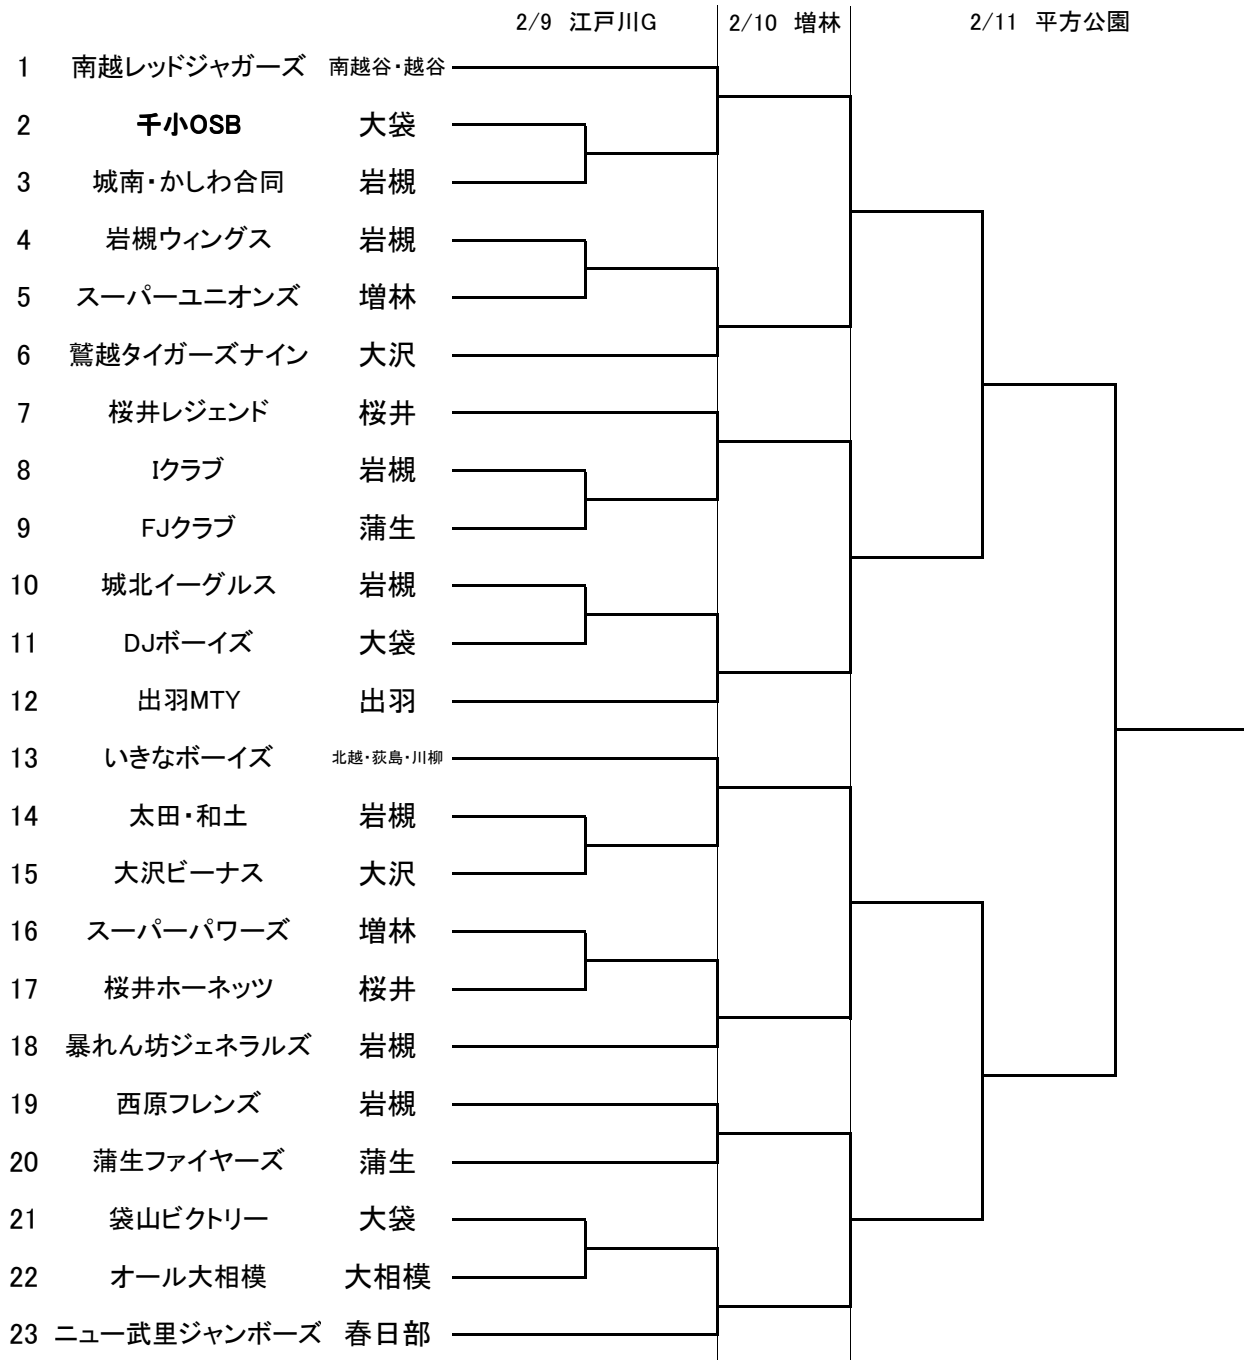 2/9 江戸川G 2/10 増林 2/11 平方公園
1 南越レッドジャガーズ 南越谷・越谷
2 千小OSB 大袋
3 城南・かしわ合同 岩槻
4 岩槻ウィングス 岩槻
5 スーパーユニオンズ 増林
6 鷲越タイガーズナイン 大沢
7 桜井レジェンド 桜井
8 Iクラブ 岩槻
9 FJクラブ 蒲生
10 城北イーグルス 岩槻
11 DJボーイズ 大袋
12 出羽MTY 出羽
13 いきなボーイズ 北越・荻島・川柳
14 太田・和土 岩槻
15 大沢ビーナス 大沢
16 スーパーパワーズ 増林
17 桜井ホーネッツ 桜井
18 暴れん坊ジェネラルズ 岩槻
19 西原フレンズ 岩槻
20 蒲生ファイヤーズ 蒲生
21 袋山ビクトリー 大袋
22 オール大相模 大相模
23 ニュー武里ジャンボーズ 春日部